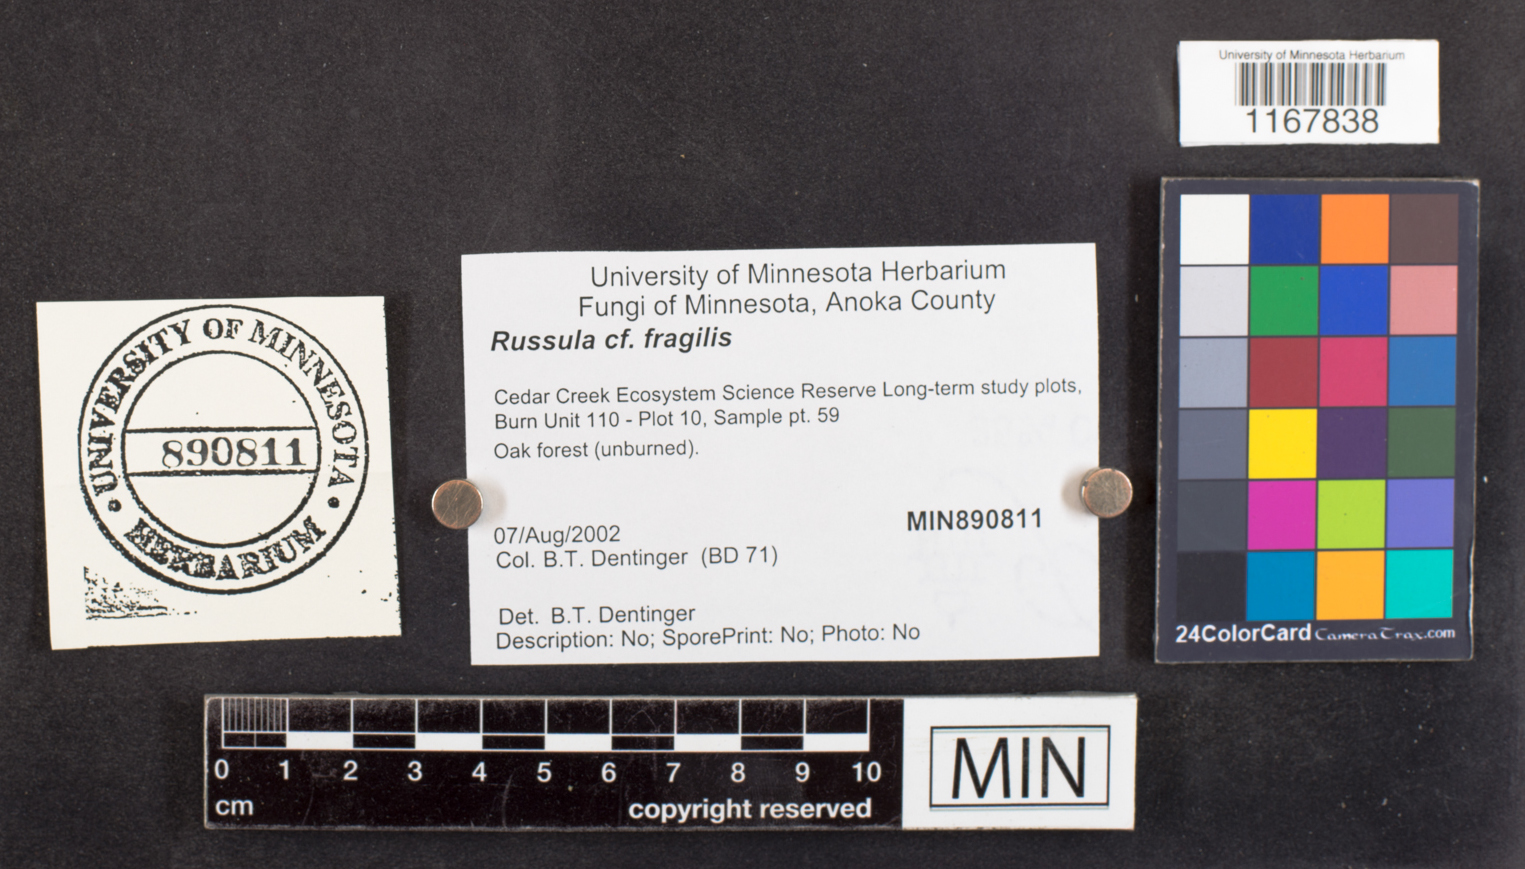 University of Minnesota Herbarium
1167838
University of Minnesota Herbarium
Fungi of Minnesota, Anoka County
Russula cf. fragilis
Cedar Creek Ecosystem Science Reserve Long-term study plots,
Burn Unit 110 - Plot 10, Sample pt. 59
Oak forest (unburned).
MIN890811
07/Aug/2002
Col. B.T. Dentinger (BD 71)
Det. B.T. Dentinger
Description: No; SporePrint: No; Photo: No
UNIVERSITY OF MINNESOTA
890811
HERBARIUM
24ColorCard CameraTrax.com
0 1 2 3 4 5 6 7 8 9 10
cm copyright reserved
MIN